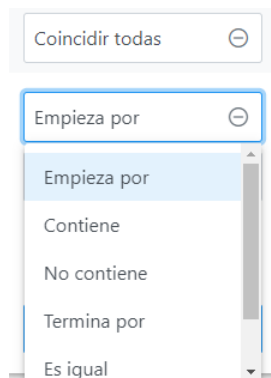 Coincidir todas
Empieza por
Empieza por
Contiene
No contiene
Termina por
Es igual